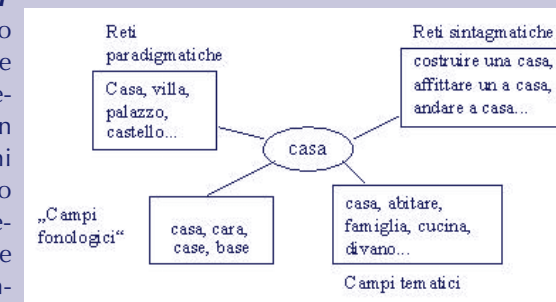 Reti
paradigmatiche
Casa, villa,
palazzo,
castello...
Reti sintagmatiche
costruire una casa,
affittare un a casa,
andare a casa...
casa
„Campi
fonologici“
casa, cara,
case, base
casa, abitare,
famiglia, cucina,
divano...
Campi tematici